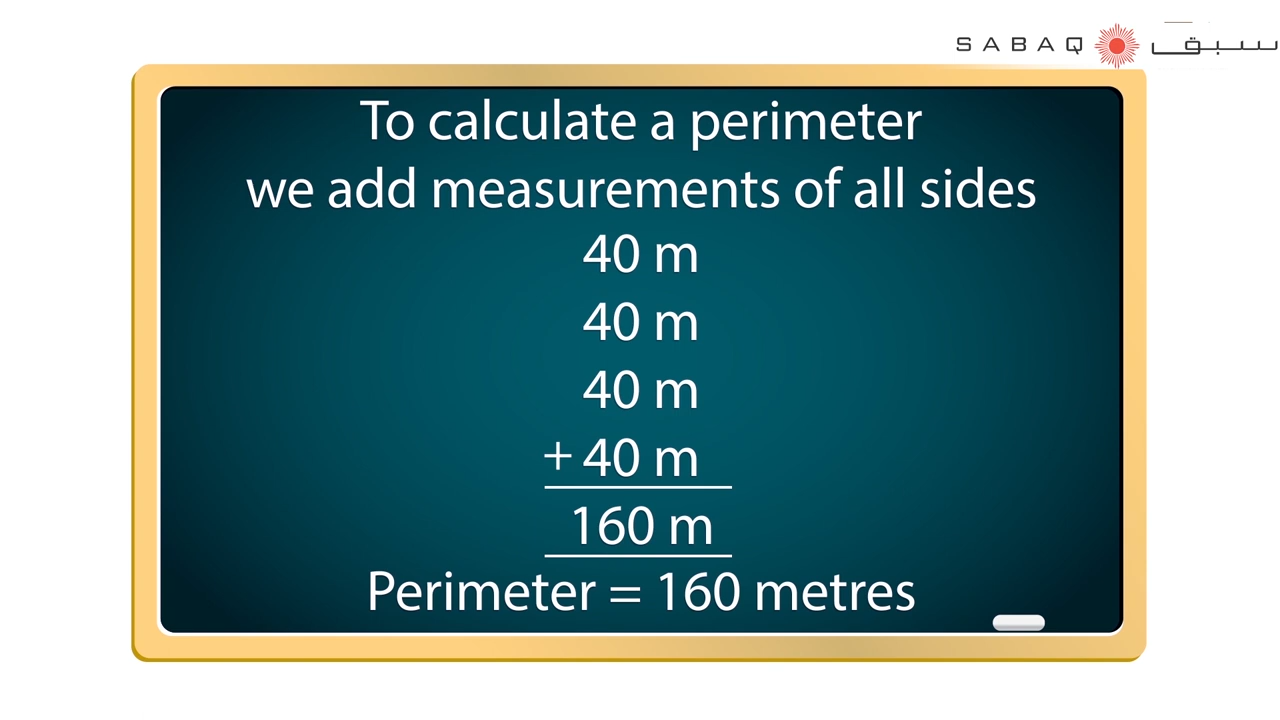 SABAQ سبق
To calculate a perimeter
we add measurements of all sides
40 m
40 m
40 m
+ 40 m
160 m
Perimeter = 160 metres